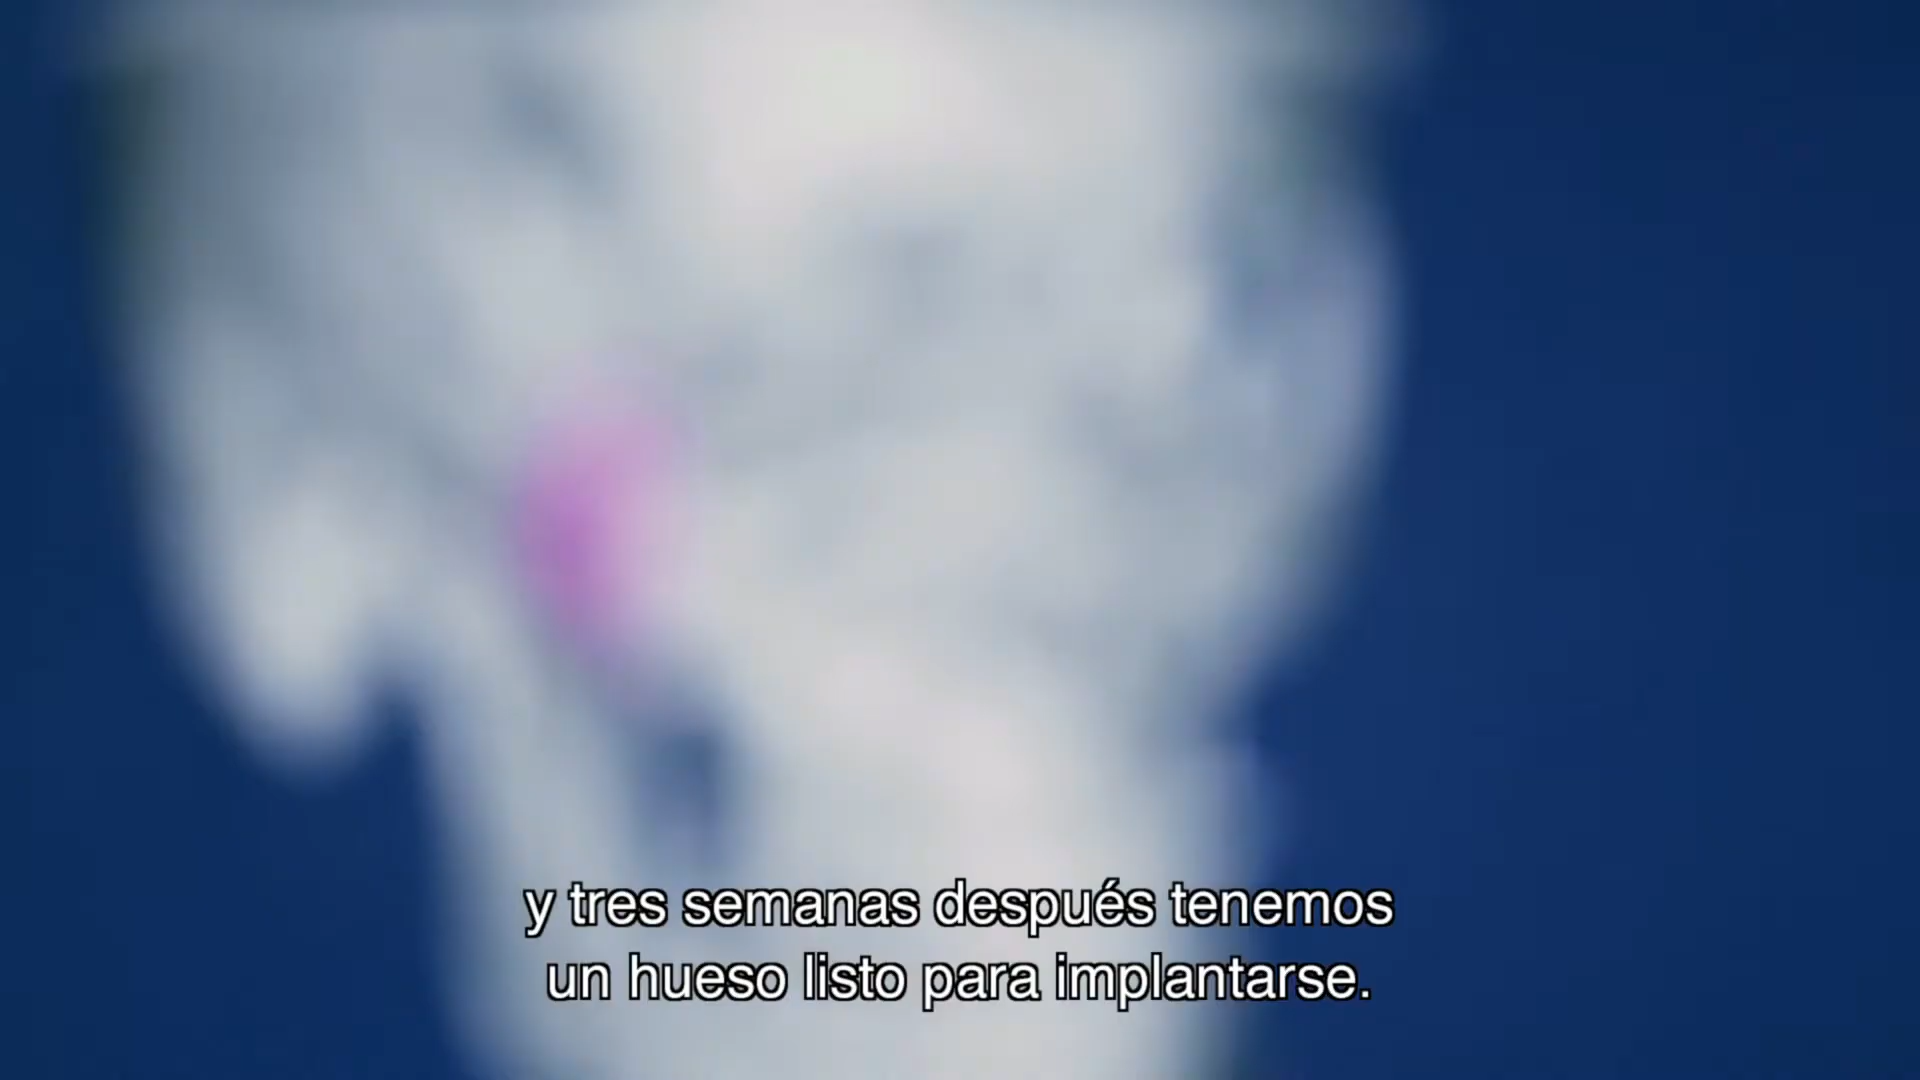 y tres semanas después tenemos
un hueso listo para implantarse.